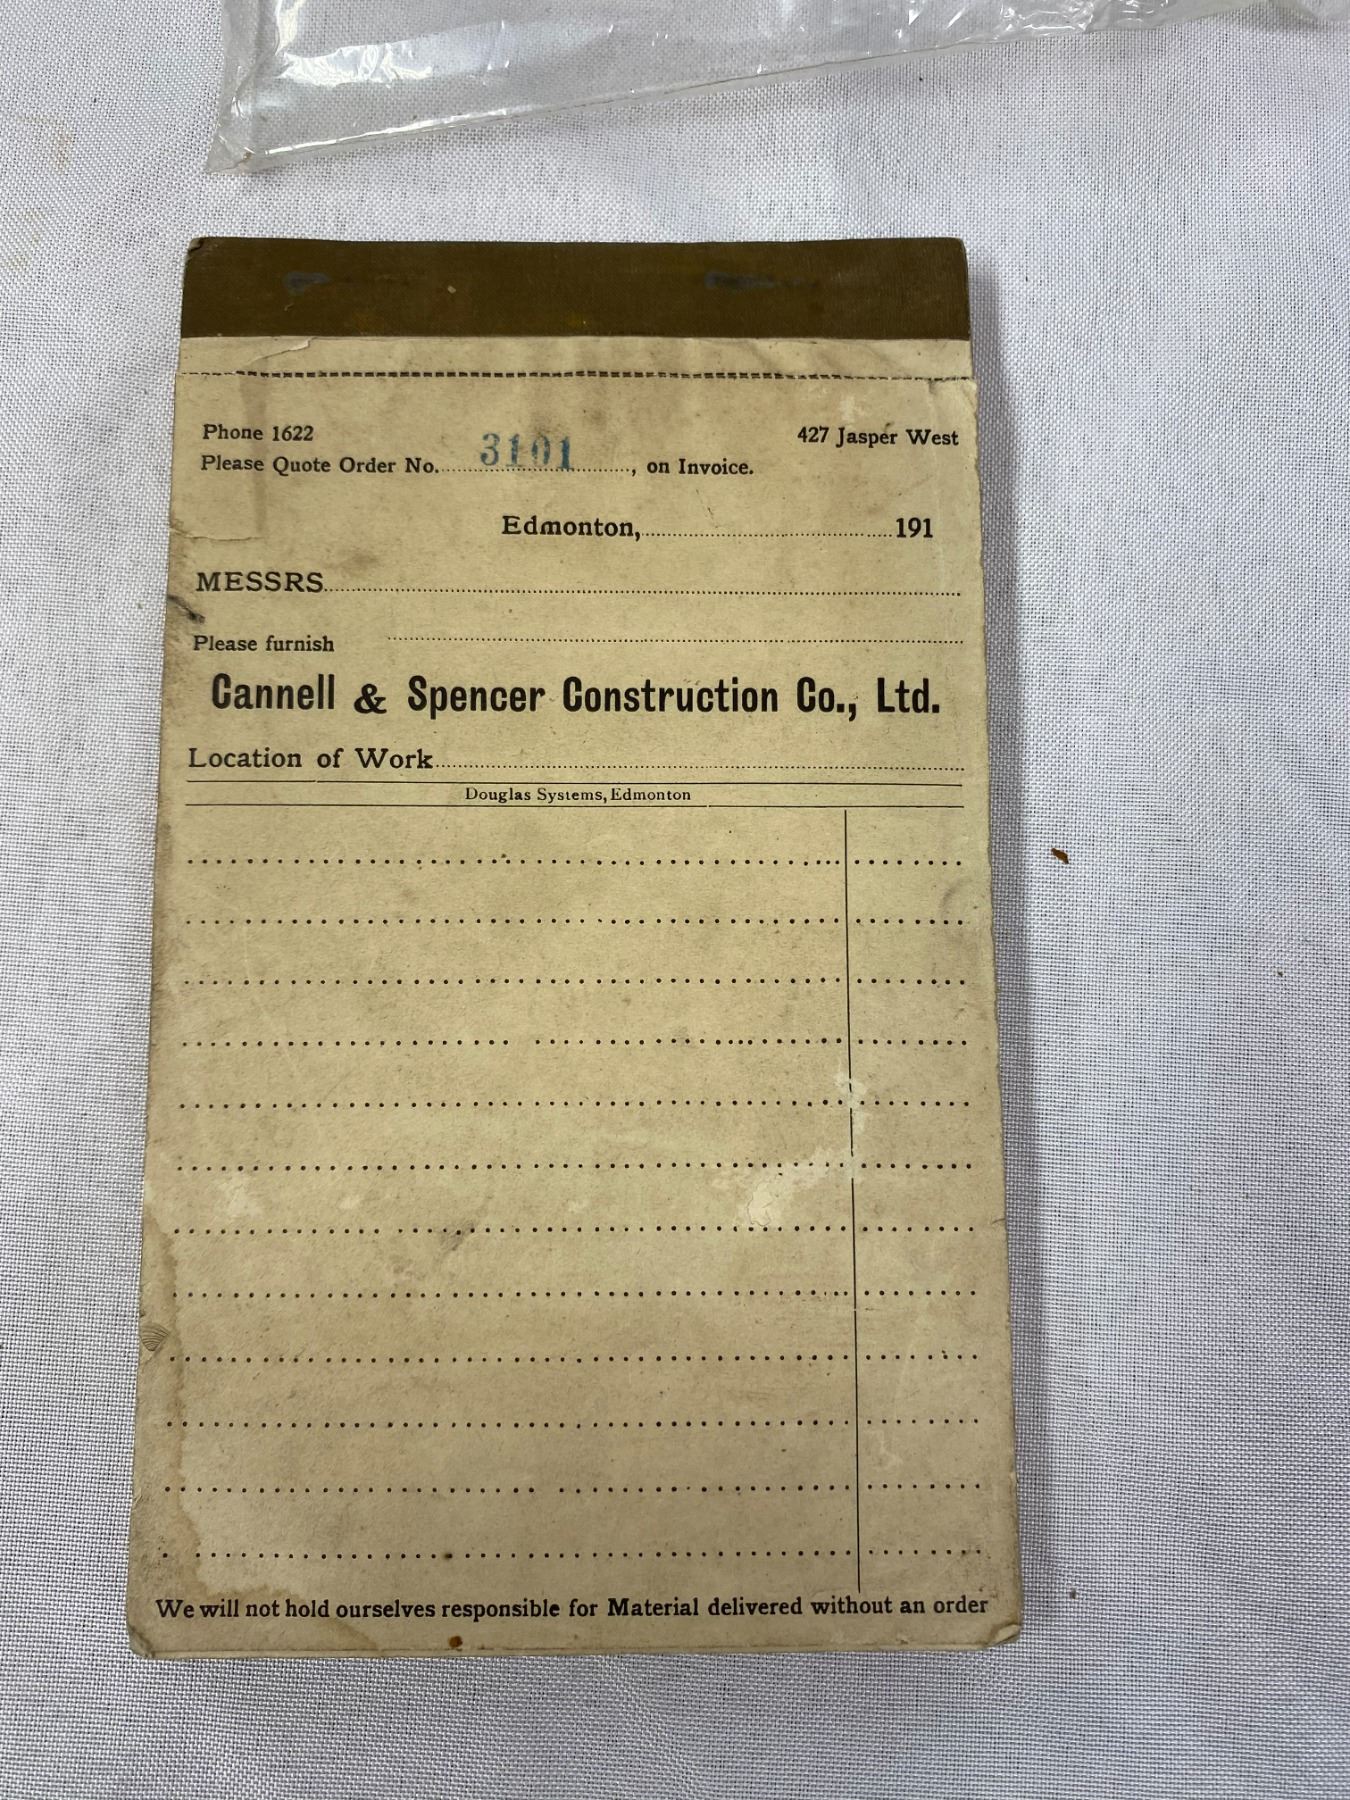 Phone 1622 427 Jasper West
Please Quote Order No. 3101, on Invoice.
Edmonton, 191
MESSRS
Please furnish
Cannell & Spencer Construction Co., Ltd.
Location of Work
Douglas Systems, Edmonton
We will not hold ourselves responsible for Material delivered without an order